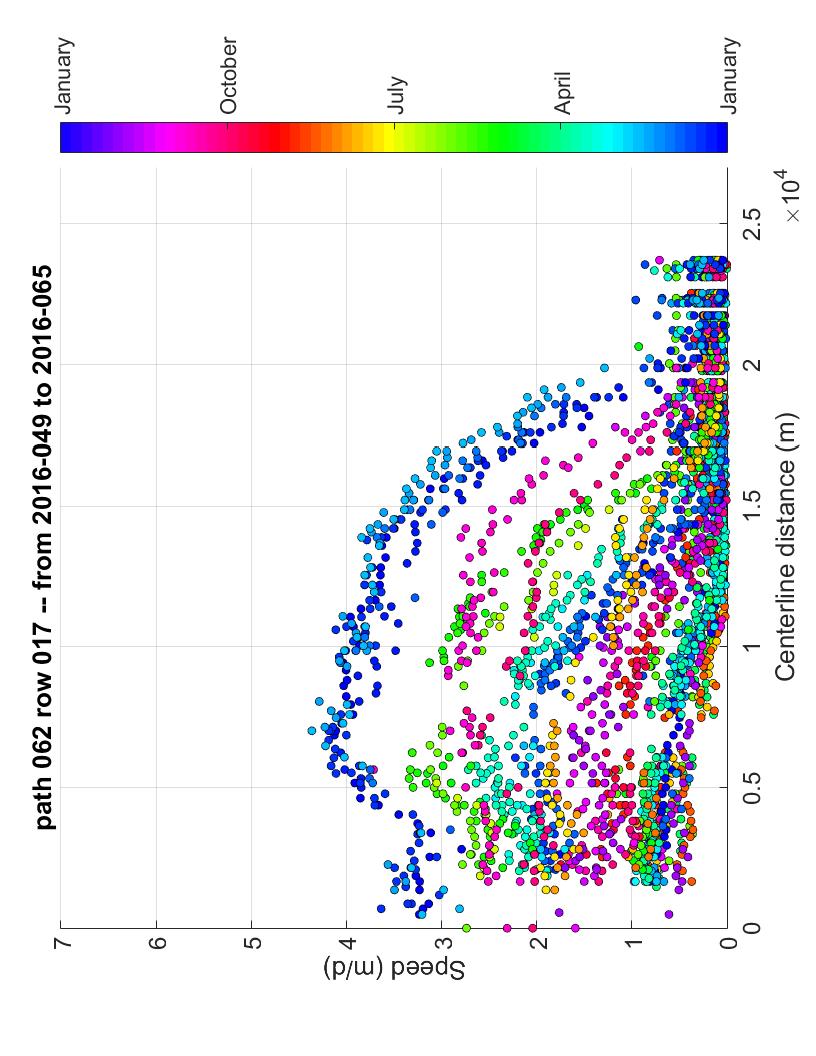 path 062 row 017 -- from 2016-049 to 2016-065
7
6
5
4
3
2
1
0
Speed (m/d)
0
0.5
1
1.5
2
2.5
×10⁴
Centerline distance (m)
January
October
July
April
January